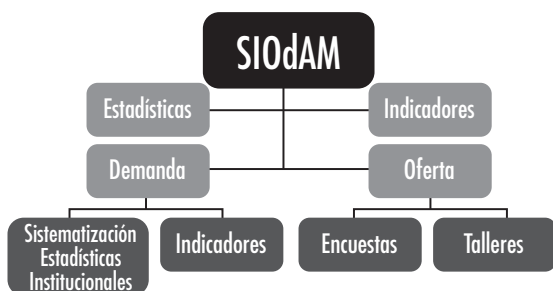 SIOdAM
Estadísticas
Indicadores
Demanda
Oferta
Sistematización
Estadísticas
Institucionales
Indicadores
Encuestas
Talleres